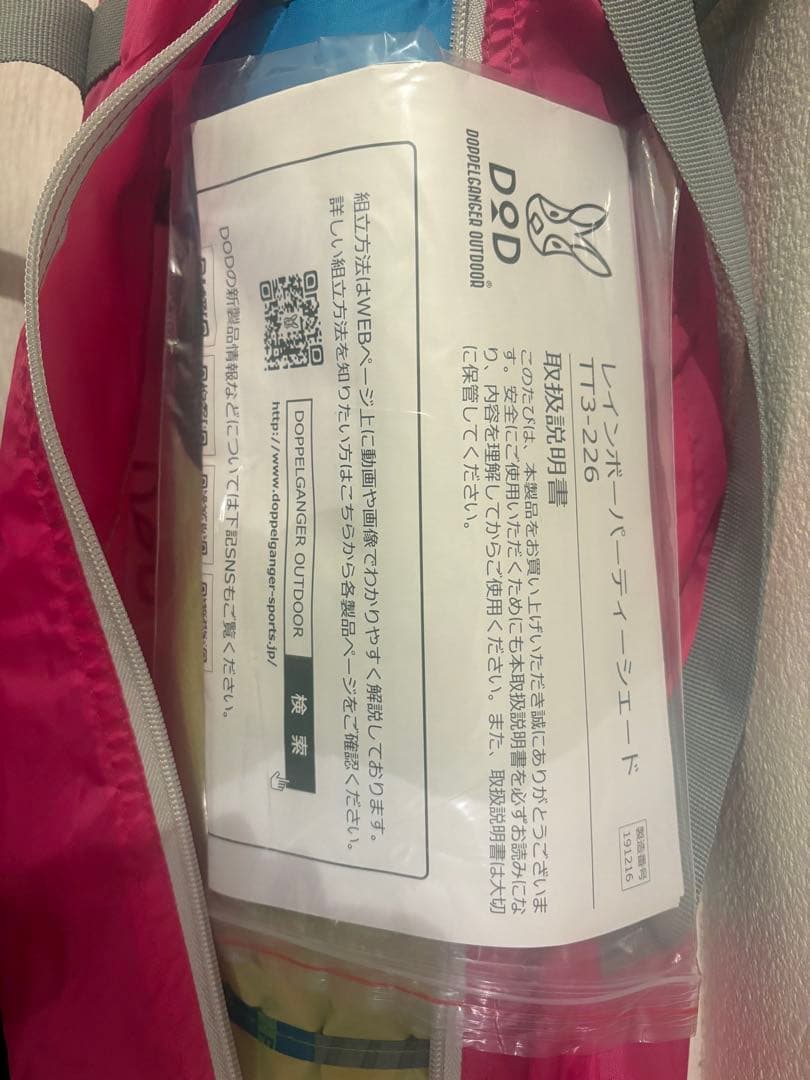 DOD
DOPPELGANGER OUTDOOR®
レインボーパーティーシェード
TT3-226
製造番号
191216
取扱説明書
このたびは、本製品をお買い上げいただき誠にありがとうございま
す。安全にご使用いただくためにも本取扱説明書を必ずお読みにな
り、内容を理解してからご使用ください。また、取扱説明書は大切
に保管してください。
組立方法はWEBページ上に動画や画像でわかりやすく解説しております。
詳しい組立方法を知りたい方はこちらから各製品ページをご確認ください。
DOPPELGANGER OUTDOOR 検索
http://www.doppelganger-sports.jp/
DODの新製品情報などについては下記SNSもご覧ください。